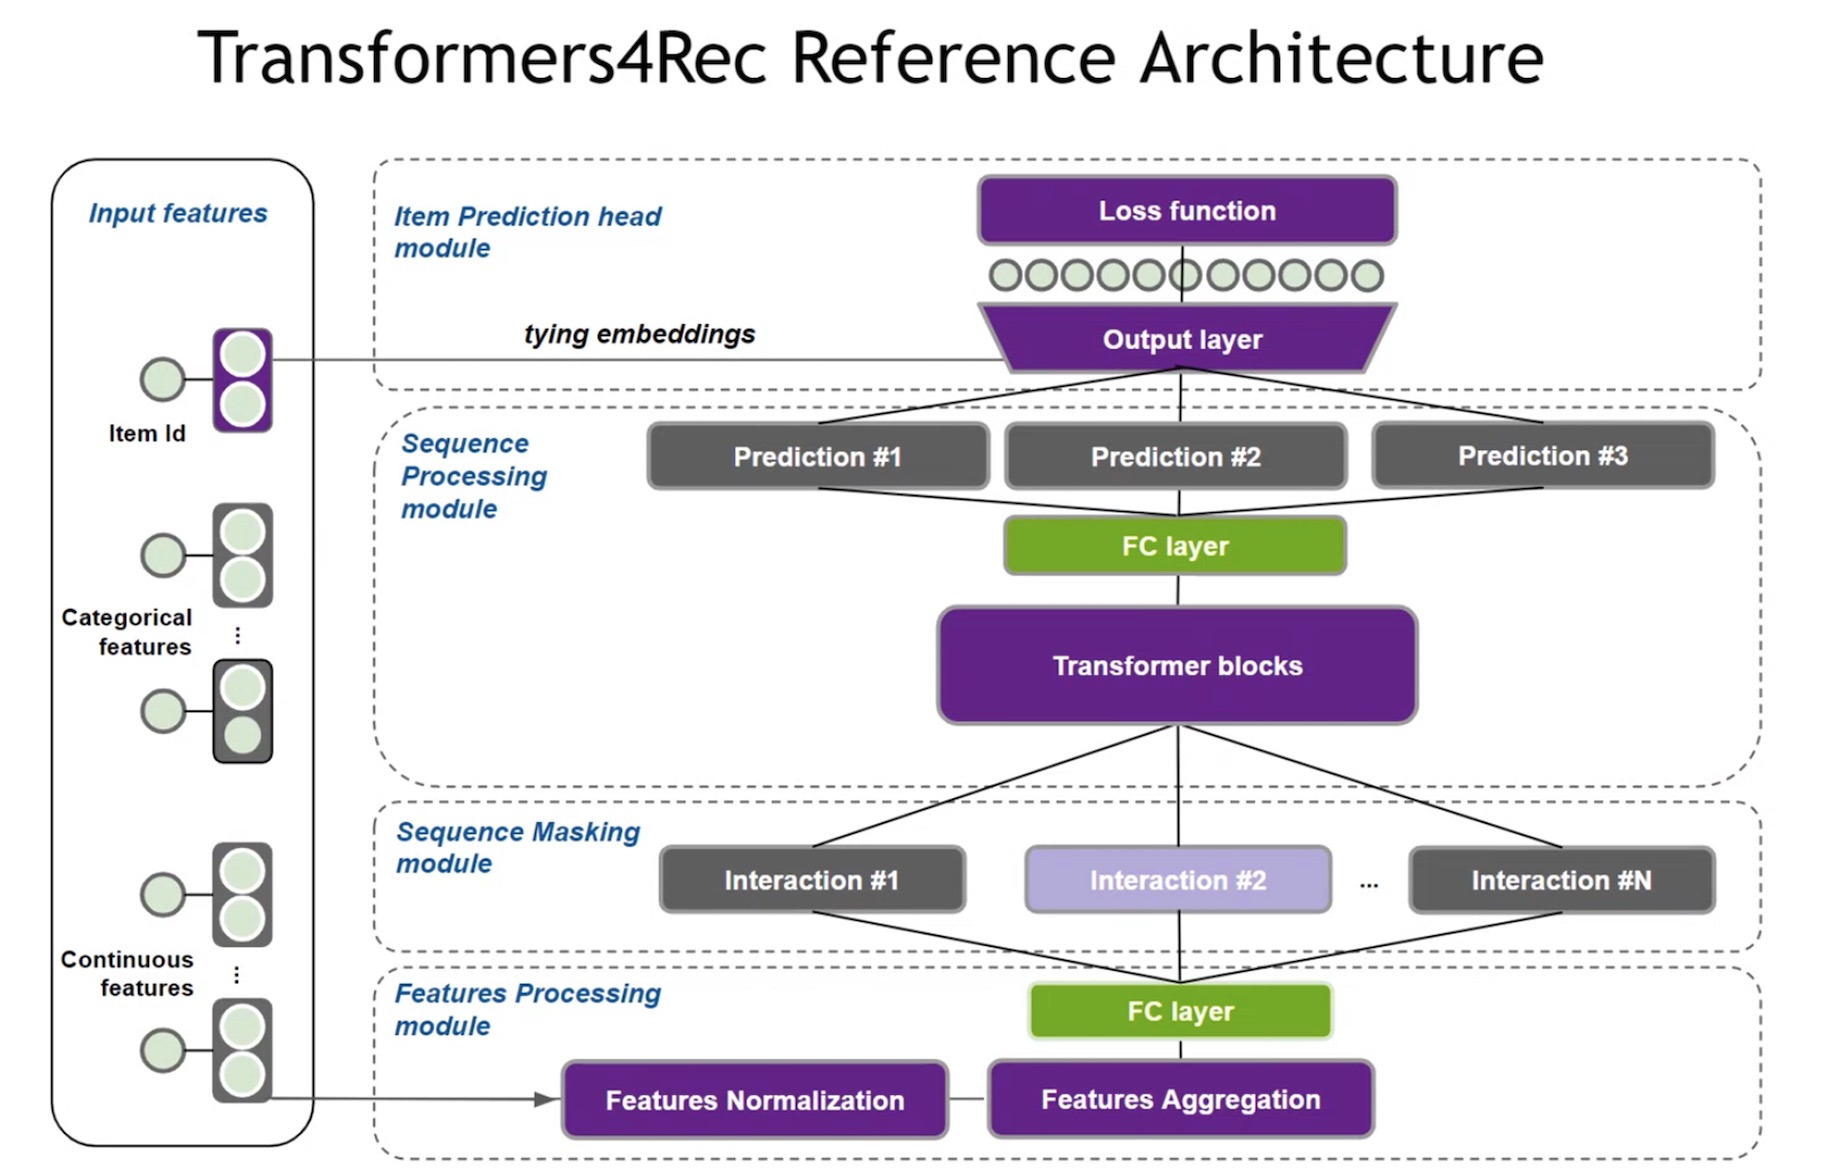 Transformers4Rec Reference Architecture
Input features
Item Id
Categorical
features
⋮
Continuous
features
⋮
Item Prediction head
module
Loss function
tying embeddings
Output layer
Sequence
Processing
module
Prediction #1
Prediction #2
Prediction #3
FC layer
Transformer blocks
Sequence Masking
module
Interaction #1
Interaction #2
...
Interaction #N
Features Processing
module
FC layer
Features Normalization
Features Aggregation